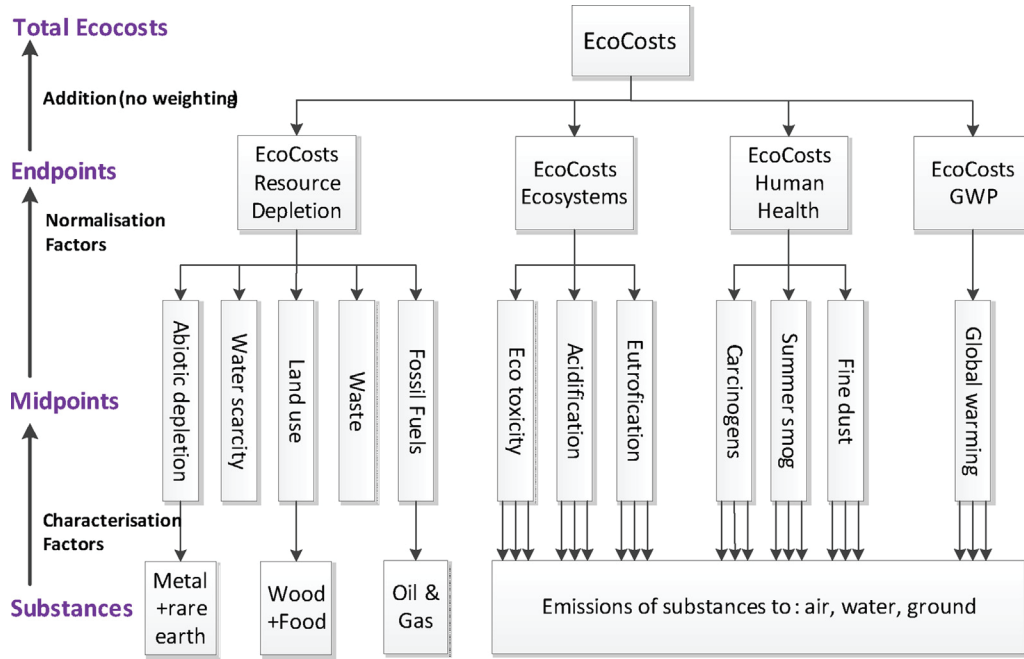 Total Ecocosts
EcoCosts
Addition (no weighting)
Endpoints
EcoCosts
Resource
Depletion
EcoCosts
Ecosystems
EcoCosts
Human
Health
EcoCosts
GWP
Normalisation
Factors
Abiotic depletion
Water scarcity
Land use
Waste
Fossil Fuels
Eco toxicity
Acidification
Eutrofication
Carcinogens
Summer smog
Fine dust
Global warming
Midpoints
Characterisation
Factors
Substances
Metal
+rare
earth
Wood
+Food
Oil &
Gas
Emissions of substances to: air, water, ground